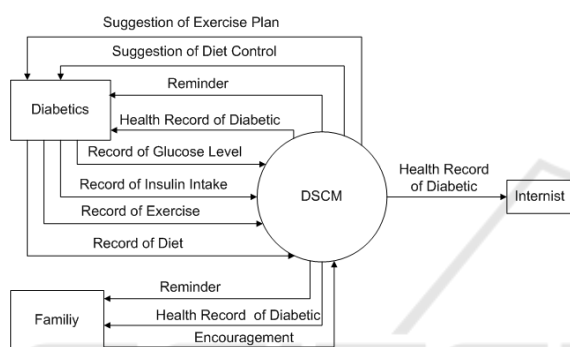 Suggestion of Exercise Plan
Suggestion of Diet Control
Reminder
Diabetics
Health Record of Diabetic
Record of Glucose Level
Record of Insulin Intake
Record of Exercise
Record of Diet
DSCM
Health Record
of Diabetic
Internist
Reminder
Health Record of Diabetic
Encouragement
Familiy